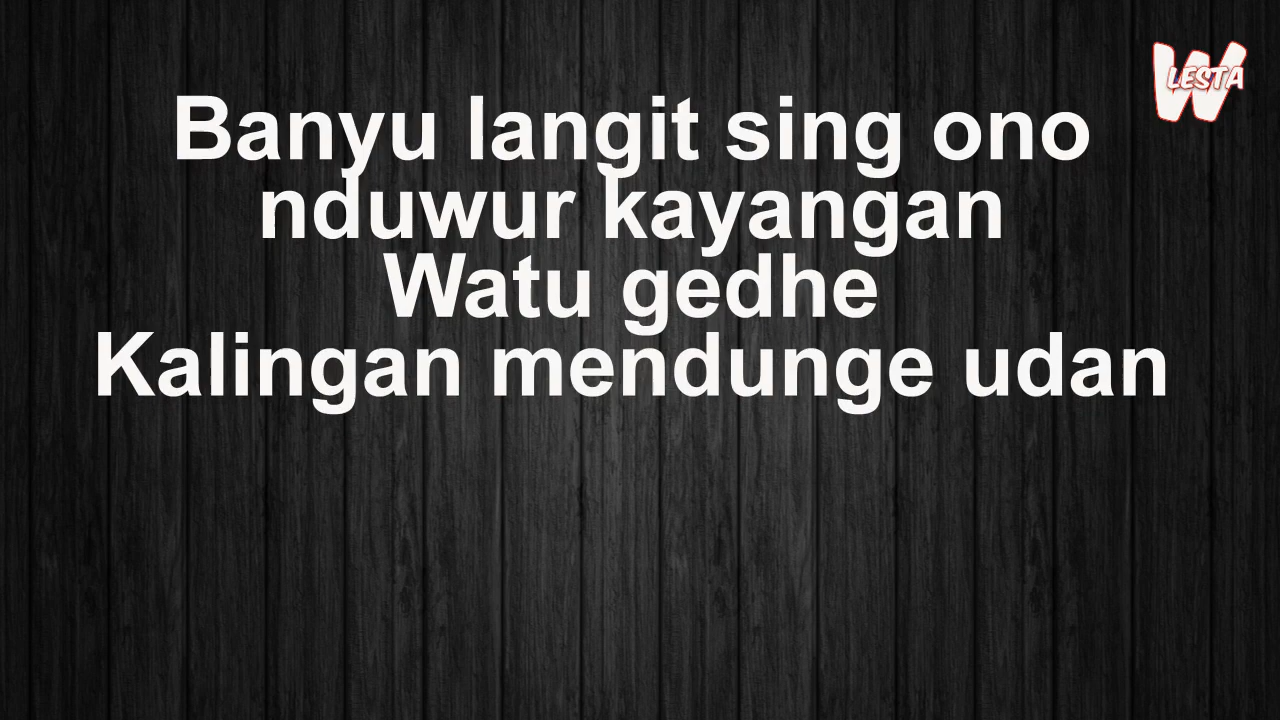 W
LESTA
Banyu langit sing ono
nduwur kayangan
Watu gedhe
Kalingan mendunge udan